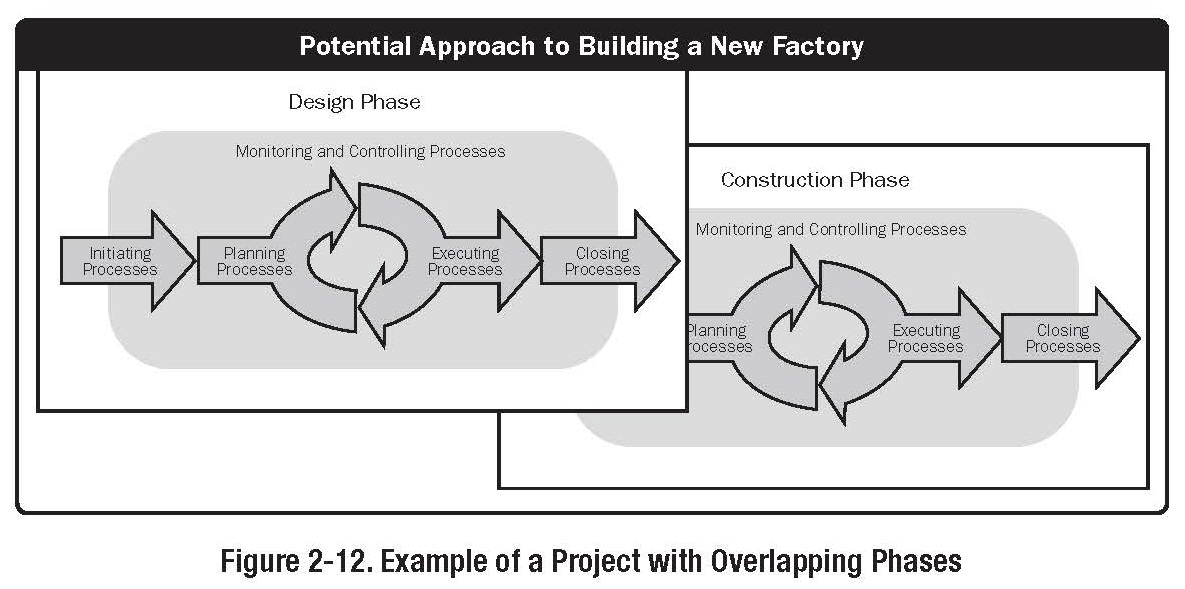 Potential Approach to Building a New Factory
Design Phase
Monitoring and Controlling Processes
Initiating
Processes
Planning
Processes
Executing
Processes
Closing
Processes
Construction Phase
Monitoring and Controlling Processes
Planning
rocesses
Executing
Processes
Closing
Processes
Figure 2-12. Example of a Project with Overlapping Phases